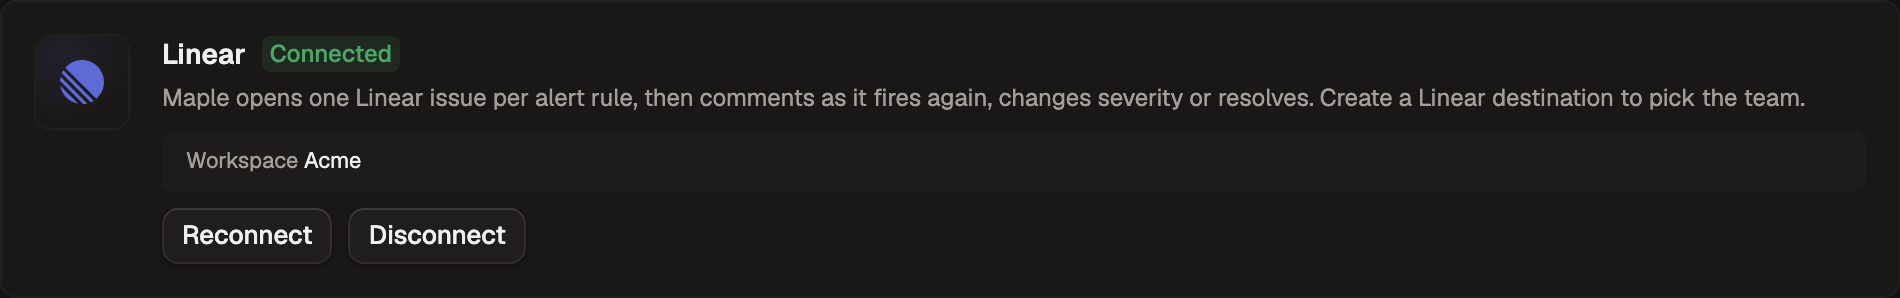 Linear Connected
Maple opens one Linear issue per alert rule, then comments as it fires again, changes severity or resolves. Create a Linear destination to pick the team.
Workspace Acme
Reconnect Disconnect